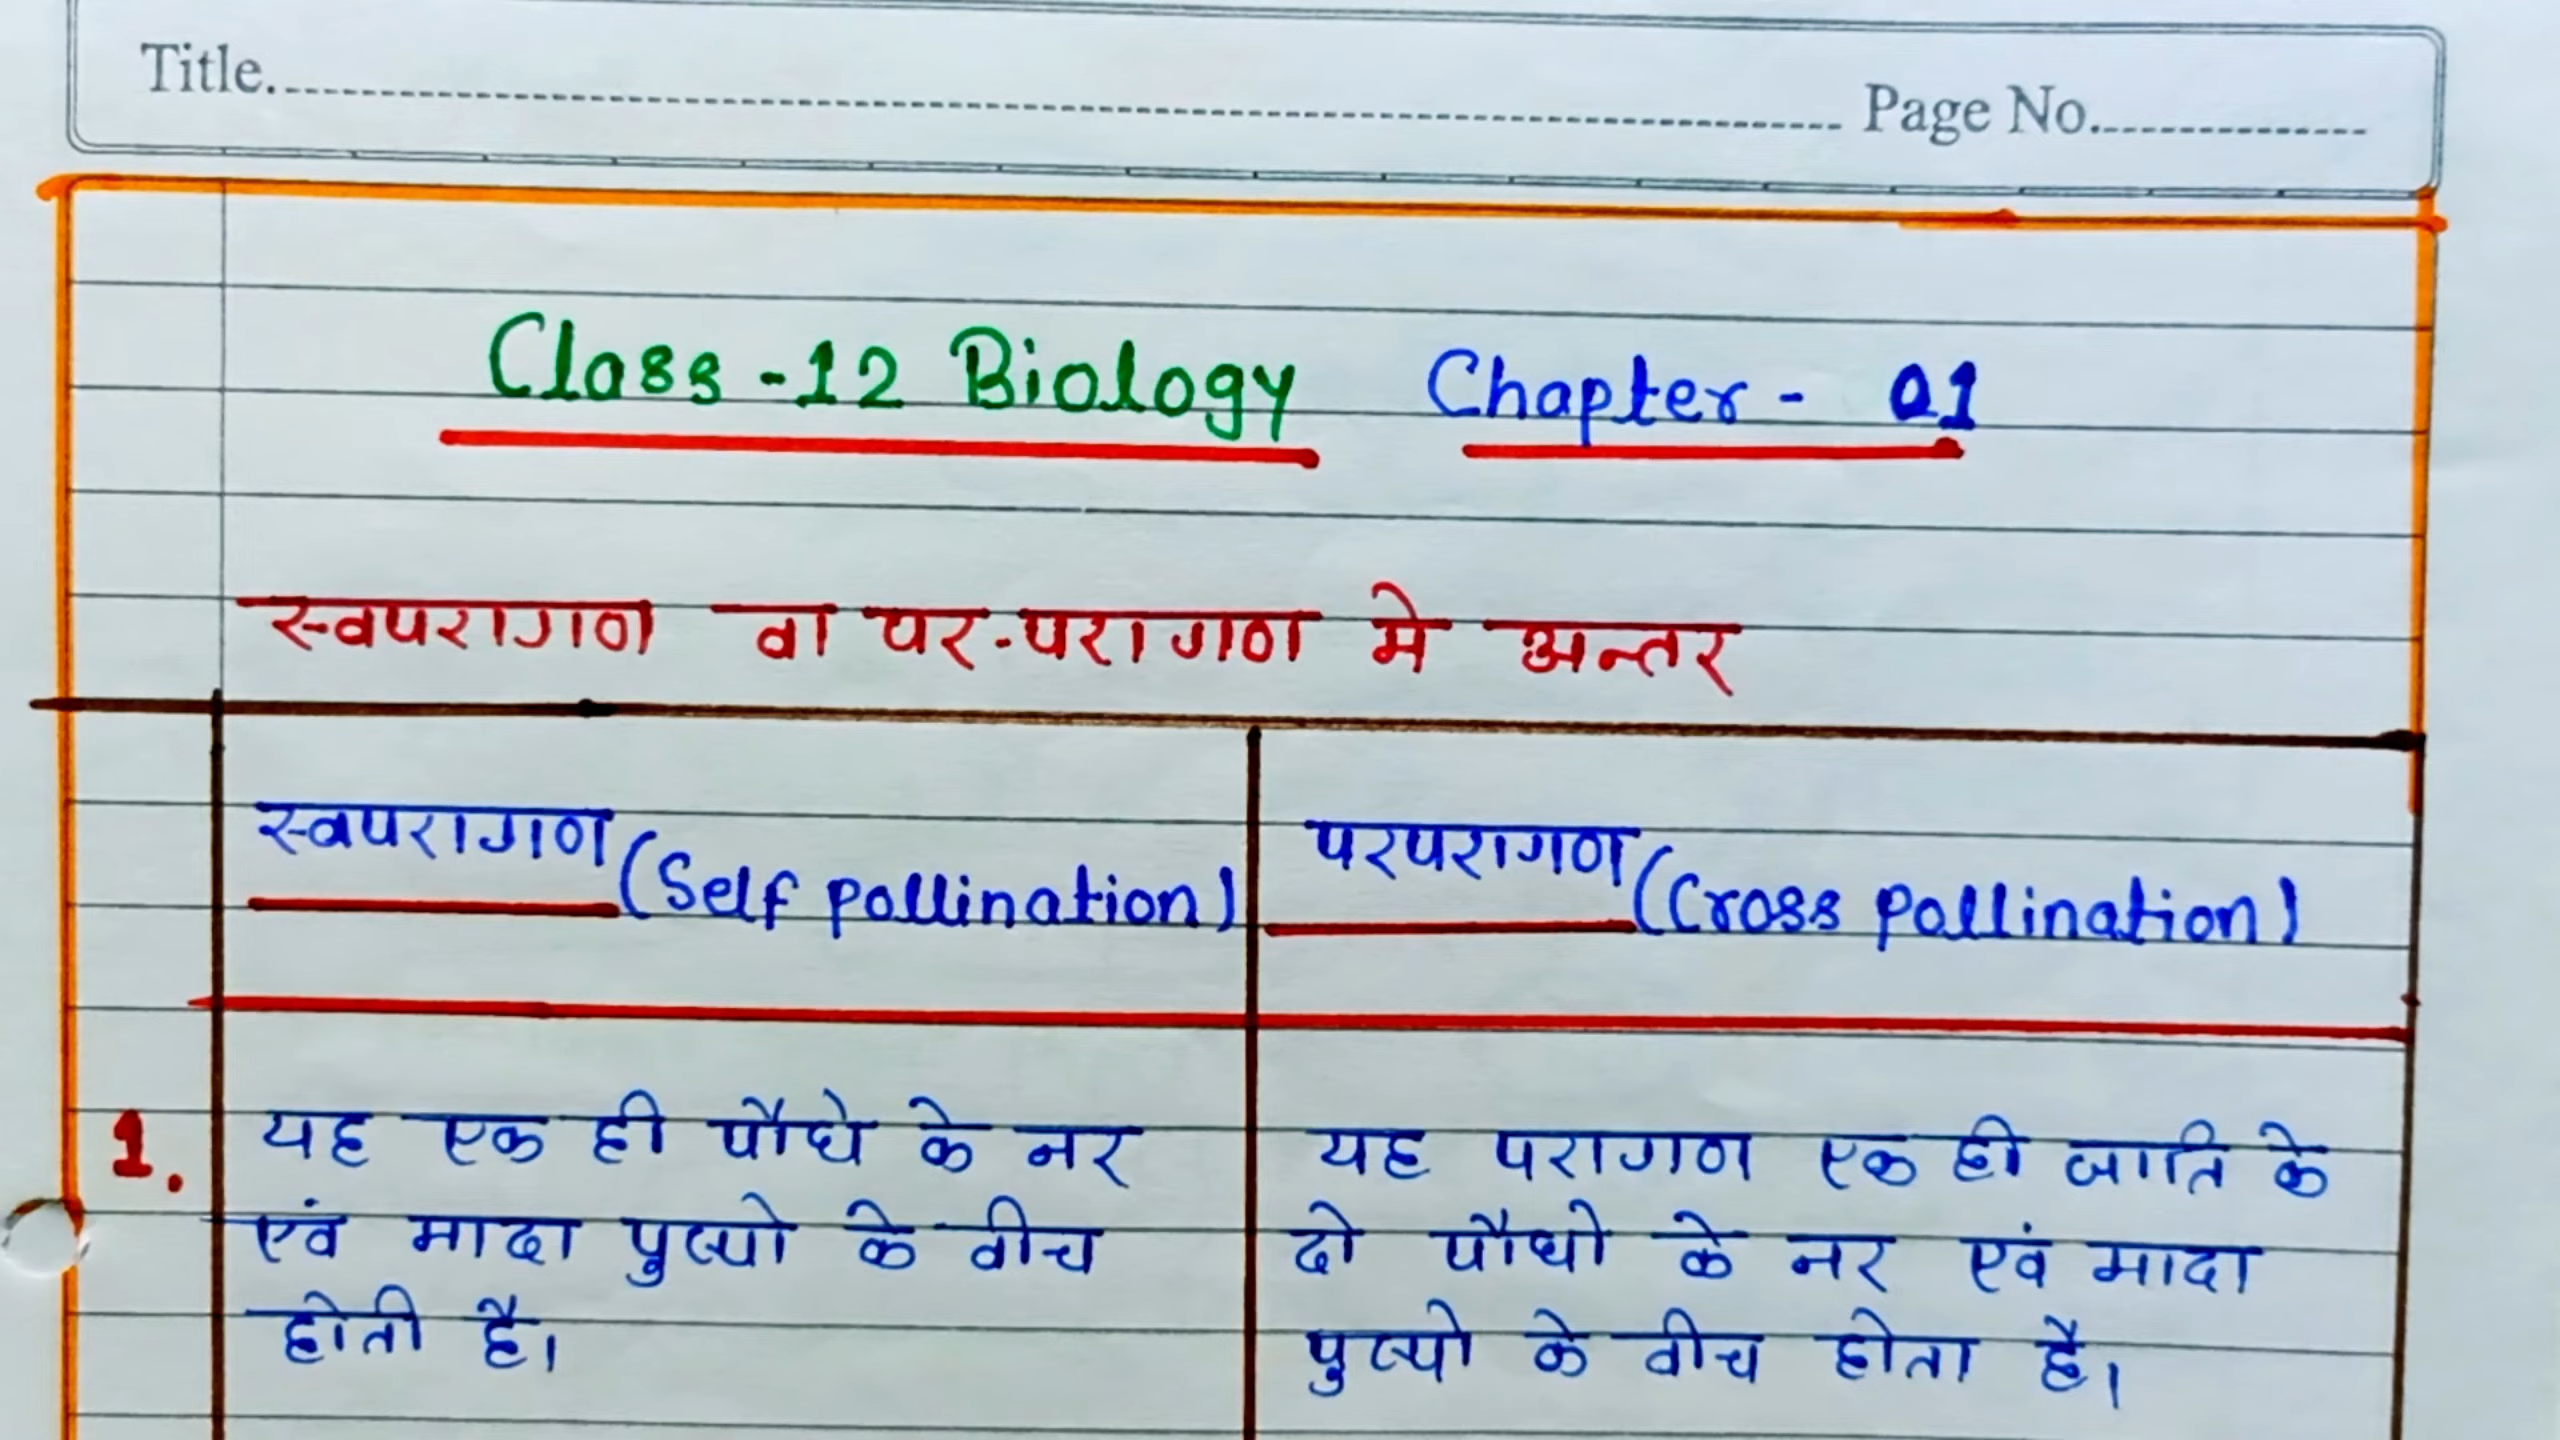 Title. Page No.
Class-12 Biology Chapter - 01
स्वपरागण वा पर-परागण मे अन्तर
स्वपरागण (Self pollination) परपरागण (Cross pollination)
1. यह एक ही पौधे के नर
एवं मादा पुष्पो के वीच
होती है।
यह परागण एक ही जाति के
दो पौधो के नर एवं मादा
पुष्पो के वीच होता है।